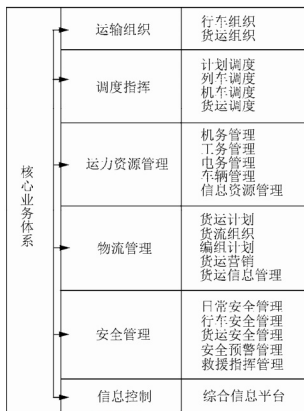 核心业务体系
运输组织
行车组织
货运组织
调度指挥
计划调度
列车调度
机车调度
货运调度
运力资源管理
机务管理
工务管理
电务管理
车辆管理
信息资源管理
物流管理
货运计划
货流组织
编组计划
货运营销
货运信息管理
安全管理
日常安全管理
行车安全管理
货运安全管理
安全预警管理
救援指挥管理
信息控制
综合信息平台